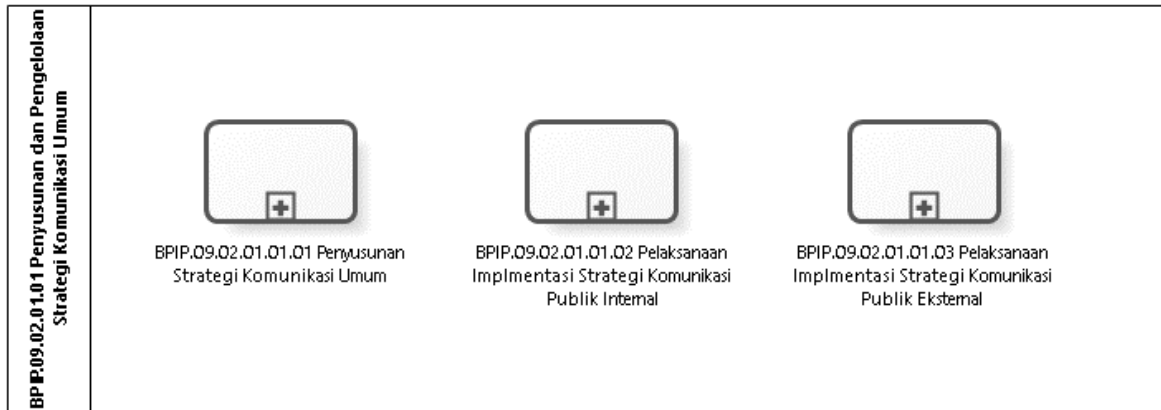 BPIP.09.02.01.01 Penyusunan dan Pengelolaan
Strategi Komunikasi Umum
BPIP.09.02.01.01.01 Penyusunan
Strategi Komunikasi Umum
BPIP.09.02.01.01.02 Pelaksanaan
Implmentasi Strategi Komunikasi
Publik Internal
BPIP.09.02.01.01.03 Pelaksanaan
Implmentasi Strategi Komunikasi
Publik Eksternal